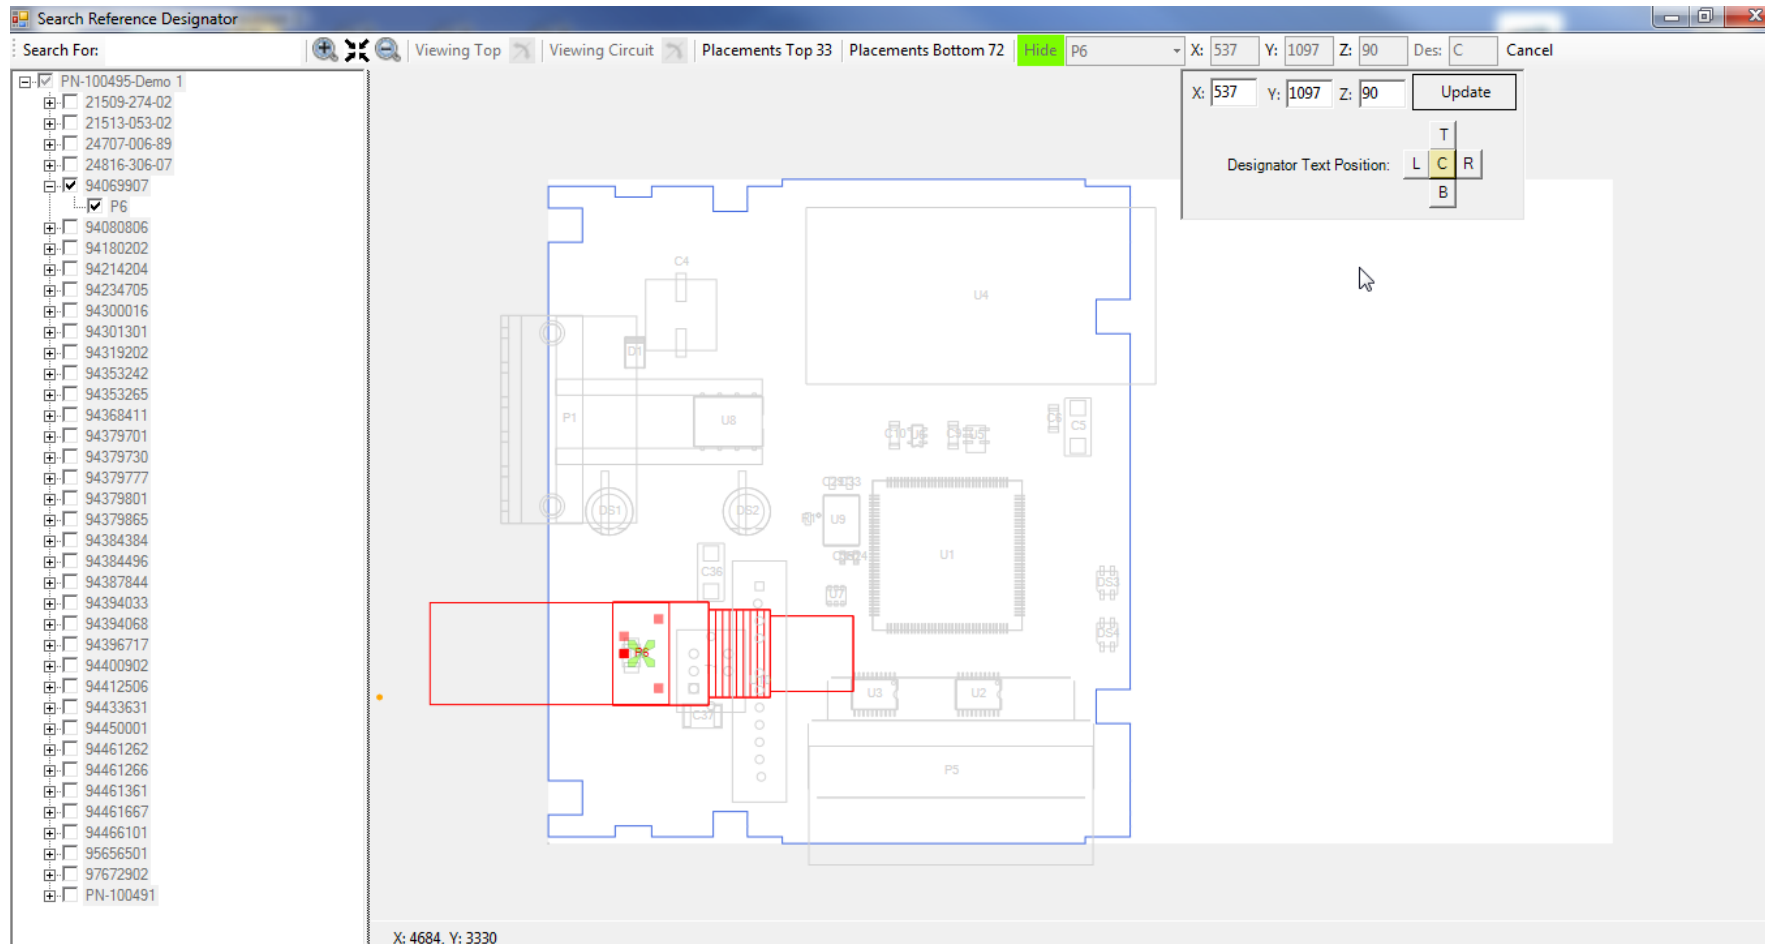 Search Reference Designator
Search For: Viewing Top Viewing Circuit Placements Top 33 Placements Bottom 72 Hide P6 X: 537 Y: 1097 Z: 90 Des: C Cancel
X: 537 Y: 1097 Z: 90 Update
T
Designator Text Position: L C R
B
PN-100495-Demo 1
21509-274-02
21513-053-02
24707-006-89
24816-306-07
94069907
P6
94080806
94180202
94214204
94234705
94300016
94301301
94319202
94353242
94353265
94368411
94379701
94379730
94379777
94379801
94379865
94384384
94384496
94387844
94394033
94394068
94396717
94400902
94412506
94433631
94450001
94461262
94461266
94461361
94461667
94466101
95656501
97672902
PN-100491
C4
U4
D1
P1
U8
C5
C10
C9
U5
DS1
DS2
U9
U1
C36
U7
DS3
DS4
P6
U3
U2
C37
P5
X: 4684, Y: 3330